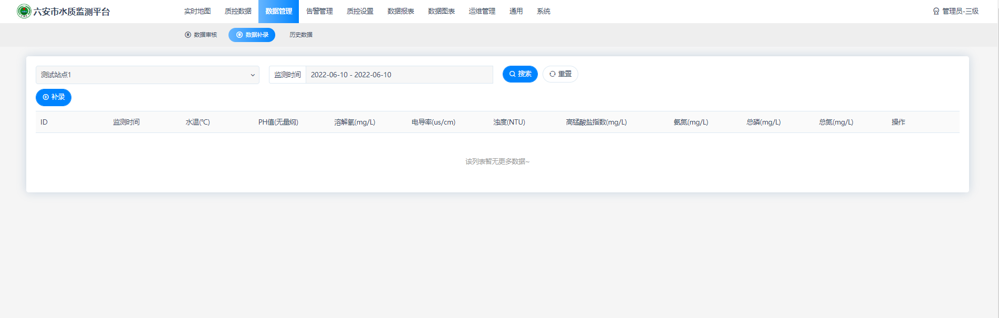 六安市水质监测平台 实时地图 质控数据 数据管理 告警管理 质控设置 数据报表 数据图表 运维管理 通用 系统 管理员-三级
数据审核 数据补录 历史数据
测试站点1 监测时间 2022-06-10 - 2022-06-10 搜索 重置
补录
ID 监测时间 水温(℃) PH值(无量纲) 溶解氧(mg/L) 电导率(us/cm) 浊度(NTU) 高锰酸盐指数(mg/L) 氨氮(mg/L) 总磷(mg/L) 总氮(mg/L) 操作
该列表暂无更多数据~